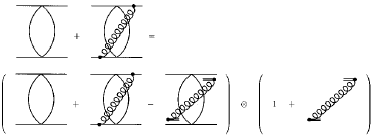 + =
( + − ) ⊗ ( 1 + )